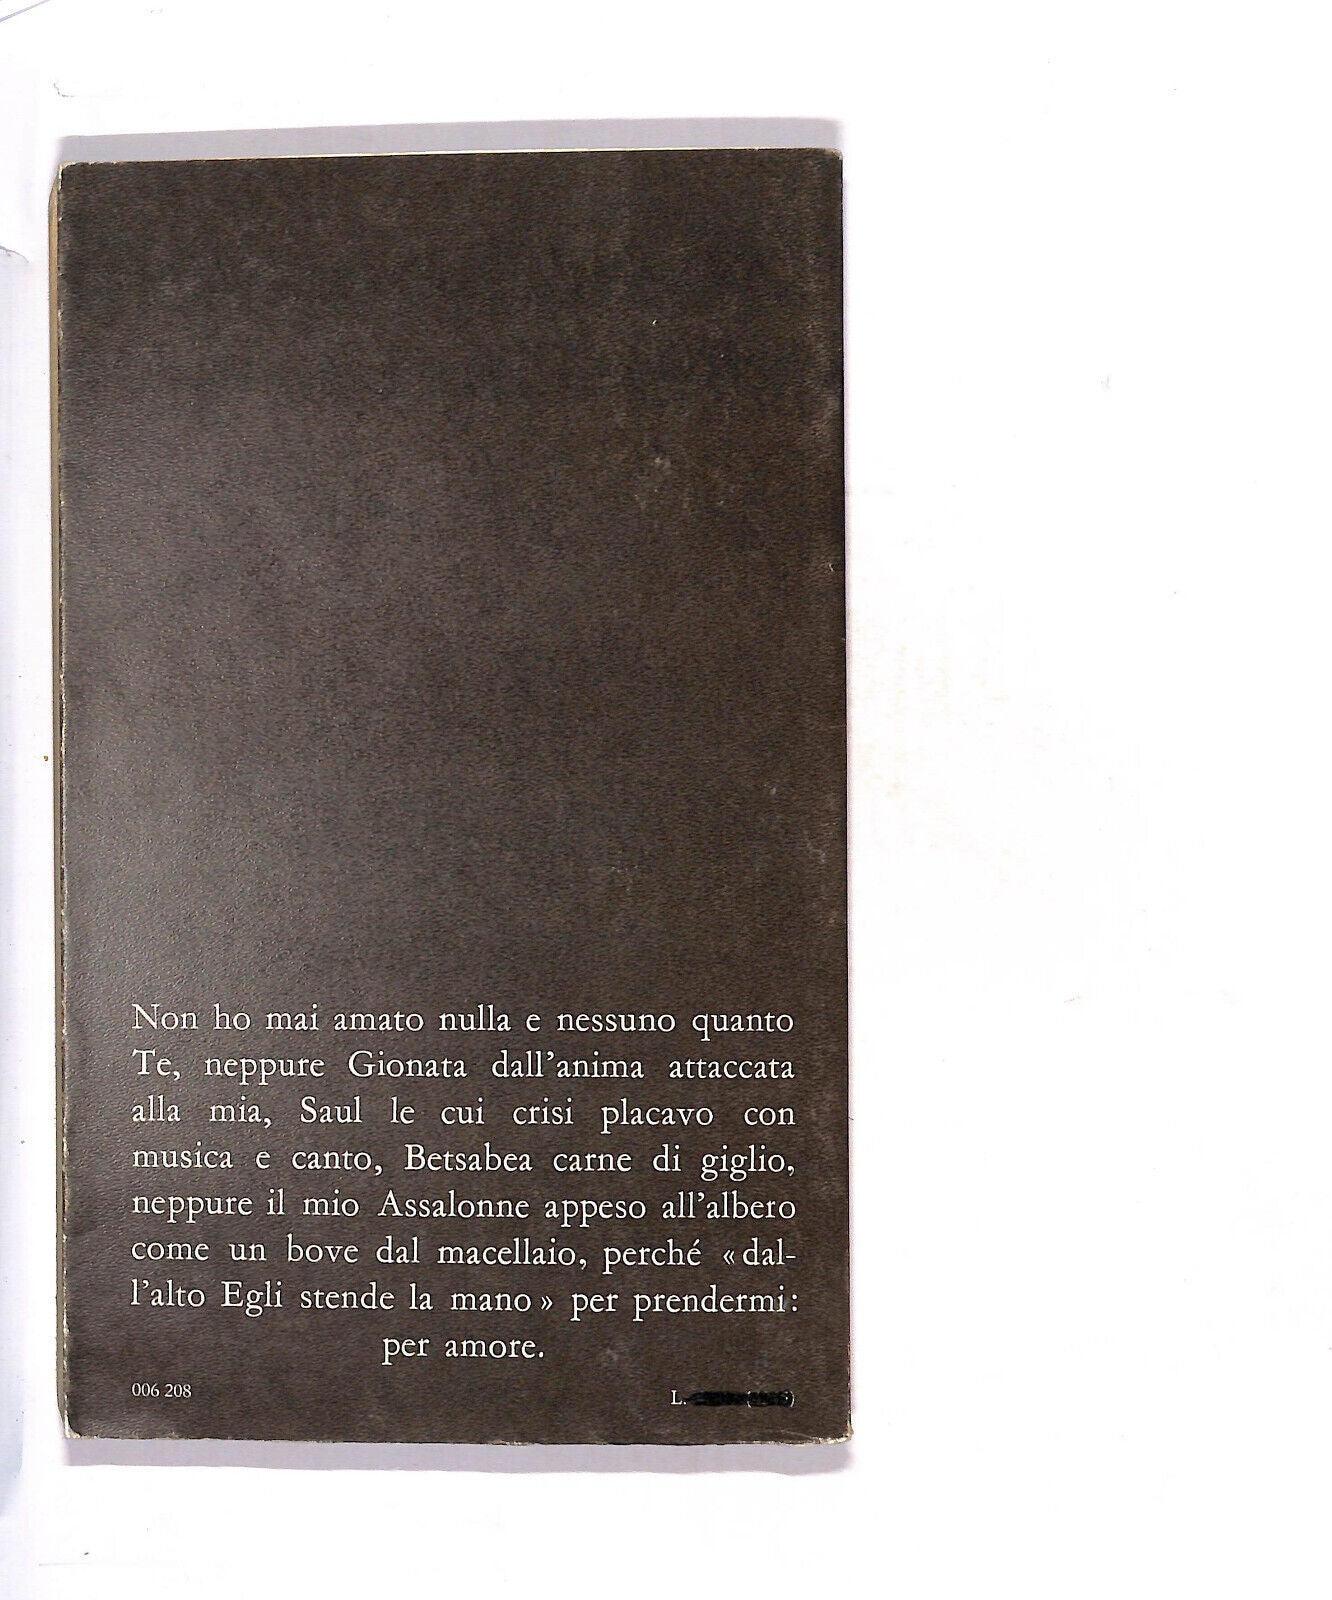 Non ho mai amato nulla e nessuno quanto
Te, neppure Gionata dall'anima attaccata
alla mia, Saul le cui crisi placavo con
musica e canto, Betsabea carne di giglio,
neppure il mio Assalonne appeso all'albero
come un bove dal macellaio, perché « dal-
l'alto Egli stende la mano » per prendermi:
per amore.
006 208
L.